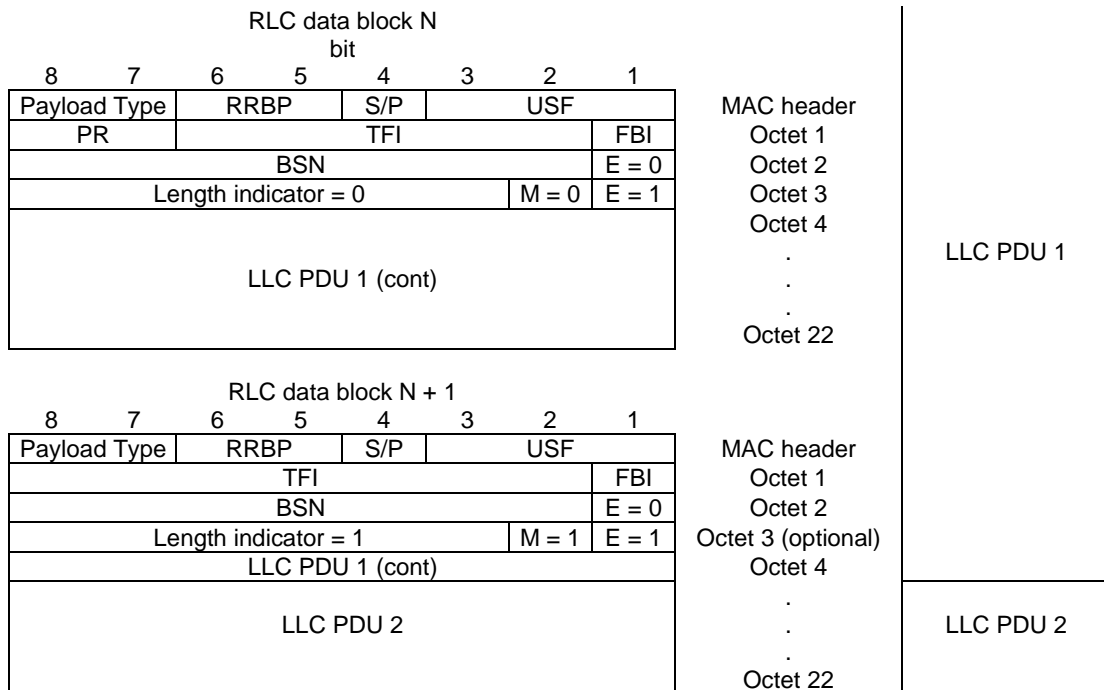 RLC data block N
bit
8 7 6 5 4 3 2 1
Payload Type RRBP S/P USF MAC header
PR TFI FBI Octet 1
BSN E = 0 Octet 2
Length indicator = 0 M = 0 E = 1 Octet 3
Octet 4
.
LLC PDU 1 (cont) . LLC PDU 1
.
Octet 22
RLC data block N + 1
8 7 6 5 4 3 2 1
Payload Type RRBP S/P USF MAC header
TFI FBI Octet 1
BSN E = 0 Octet 2
Length indicator = 1 M = 1 E = 1 Octet 3 (optional)
LLC PDU 1 (cont) Octet 4
.
LLC PDU 2 . LLC PDU 2
.
Octet 22